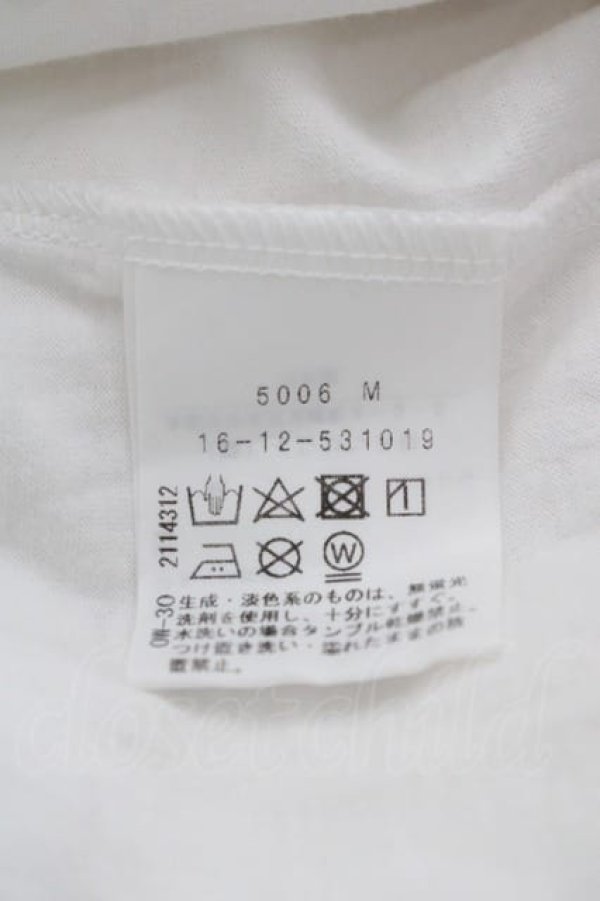 5006 M
16-12-531019
2114312
OW-30
W
生成・淡色系のものは、無蛍光
洗剤を使用し、十分にすすぐ。
水洗いの場合タンブル乾燥禁止。
つけ置き洗い・濡れたままの放
置禁止。
closet child